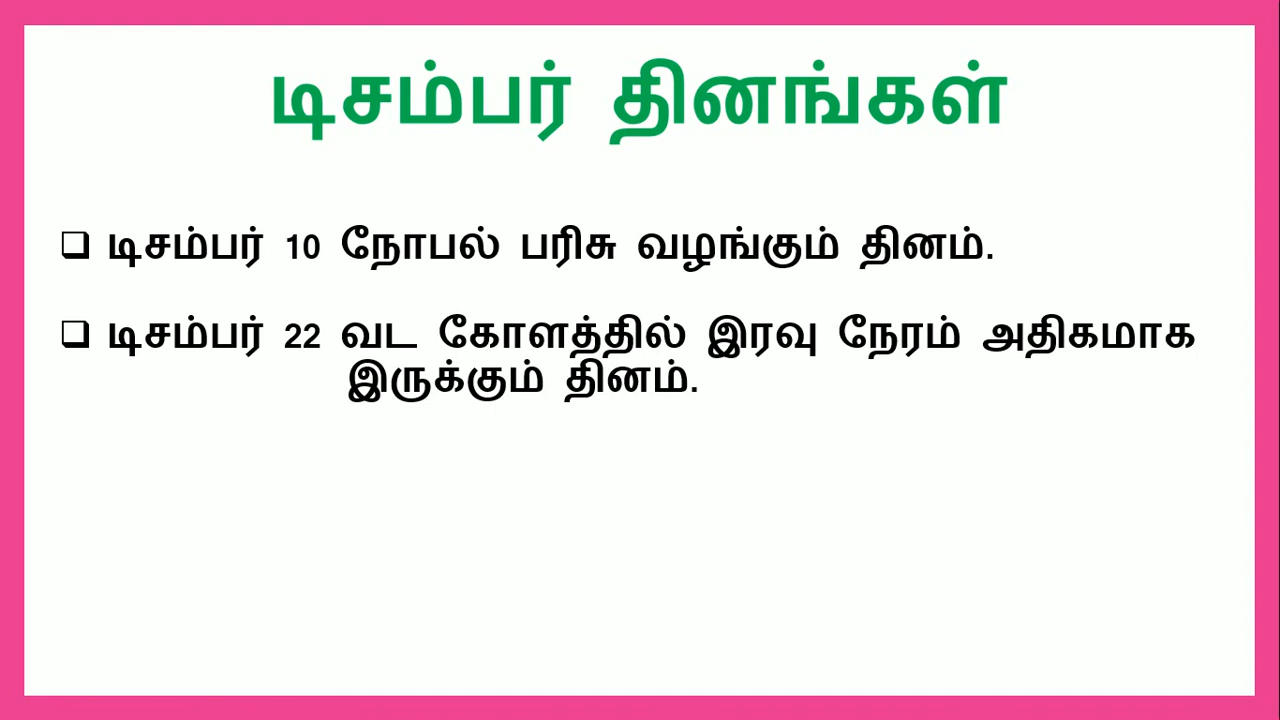 டிசம்பர் தினங்கள்
❑ டிசம்பர் 10 நோபல் பரிசு வழங்கும் தினம்.
❑ டிசம்பர் 22 வட கோளத்தில் இரவு நேரம் அதிகமாக
இருக்கும் தினம்.